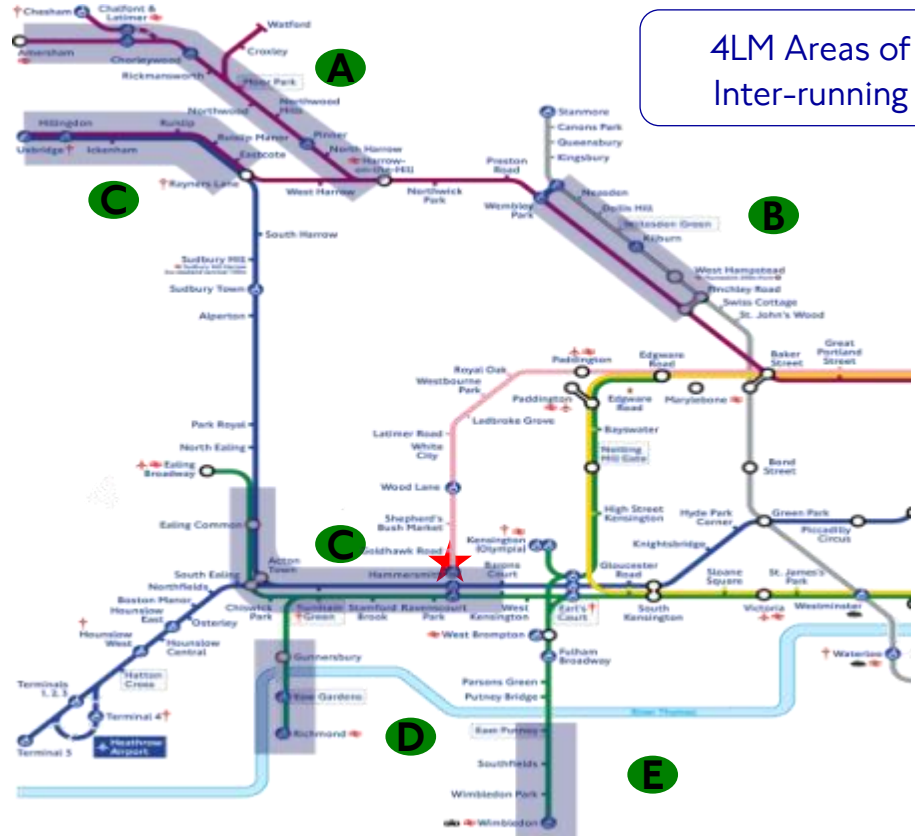 4LM Areas of
Inter-running
Chesham
Chalfont &
Latimer
Watford
Amersham
Croxley
Chorleywood
A
Rickmansworth
Moor Park
Northwood
Northwood
Hills
Pinner
North Harrow
Harrow-
on-the-Hill
Hillingdon
Ruislip
Ruislip Manor
Uxbridge
Ickenham
Eastcote
C
Rayners Lane
West Harrow
Northwick
Park
Preston
Road
Wembley
Park
Stanmore
Canons Park
Queensbury
Kingsbury
Neasden
Dollis Hill
Willesden Green
Kilburn
B
West Hampstead
Finchley Road
Swiss Cottage
St. John's Wood
South Harrow
Sudbury Hill
Sudbury Town
Alperton
Park Royal
North Ealing
Ealing
Broadway
Ealing Common
Royal Oak
Westbourne
Park
Paddington
Edgware
Road
Baker
Street
Great
Portland
Street
Paddington
Edgware
Road
Marylebone
Ladbroke Grove
Latimer Road
White
City
Bayswater
Notting
Hill Gate
Bond
Street
Wood Lane
Shepherd's
Bush Market
Goldhawk Road
Kensington
(Olympia)
High Street
Kensington
Hyde Park
Corner
Green Park
Piccadilly
Circus
Knightsbridge
C
Acton
Town
Hammersmith
Barons
Court
Gloucester
Road
Sloane
Square
St. James's
Park
South Ealing
Northfields
Boston Manor
Hounslow
East
Osterley
Hounslow
West
Hounslow
Central
Chiswick
Park
Turnham
Green
Stamford
Brook
Ravenscourt
Park
West
Kensington
Earl's
Court
South
Kensington
Victoria
Westminster
Waterloo
West Brompton
Fulham
Broadway
Gunnersbury
Kew Gardens
Richmond
D
Hatton
Cross
Terminals
1, 2, 3
Terminal 4
Terminal 5
Heathrow
Airport
Parsons Green
Putney Bridge
River Thames
East Putney
Southfields
Wimbledon Park
Wimbledon
E